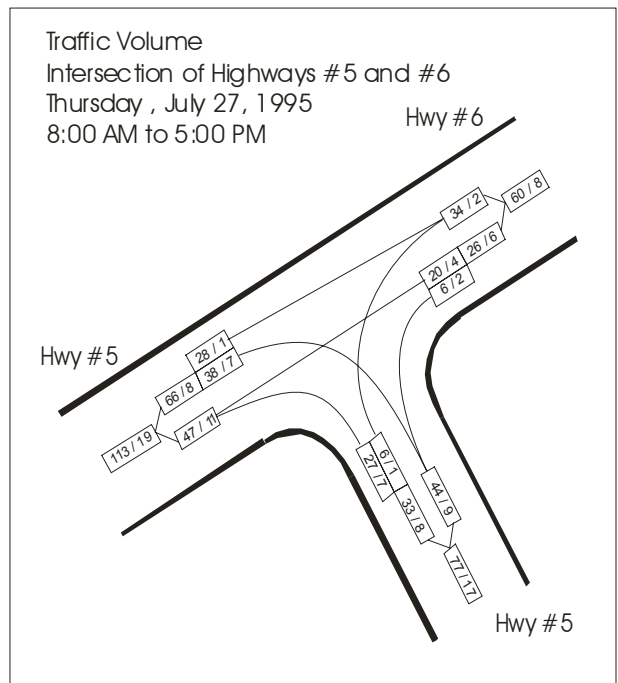 Traffic Volume
Intersection of Highways #5 and #6
Thursday , July 27, 1995
8:00 AM to 5:00 PM
Hwy #6
60 / 8
34 / 2
26 / 6
20 / 4
6 / 2
28 / 1
38 / 7
Hwy #5
66 / 8
47 / 11
113 / 19
6 / 1
27 / 7
44 / 9
33 / 8
77 / 17
Hwy #5